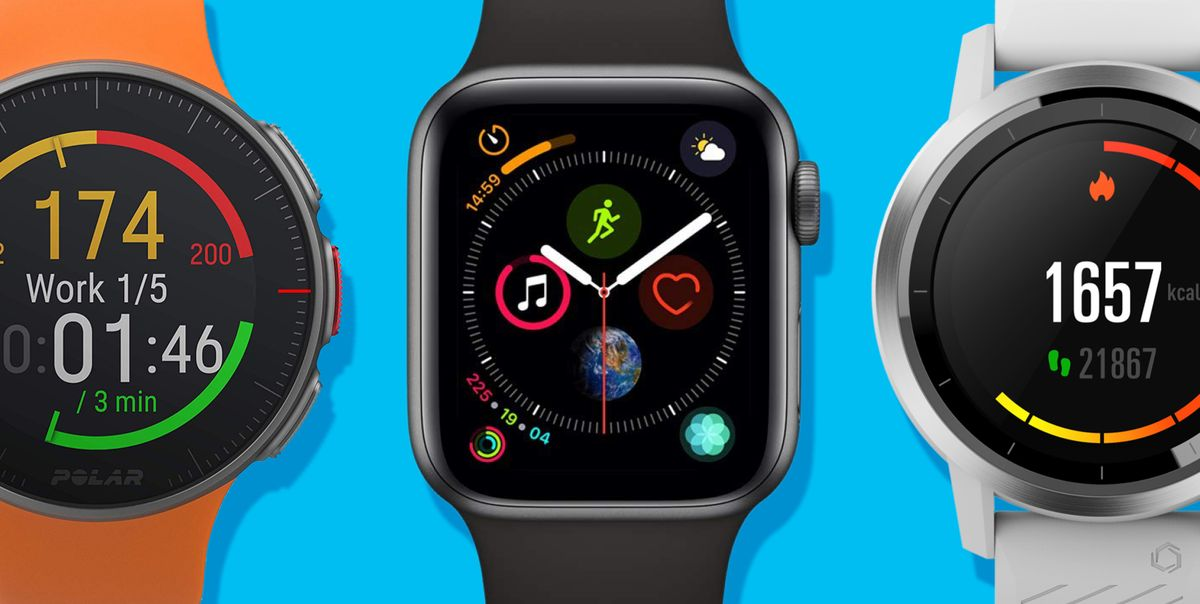 174
200
Work 1/5
0:01:46
/ 3 min
POLAR
14:59
225 • 19 • 04
1657 kcal
21867